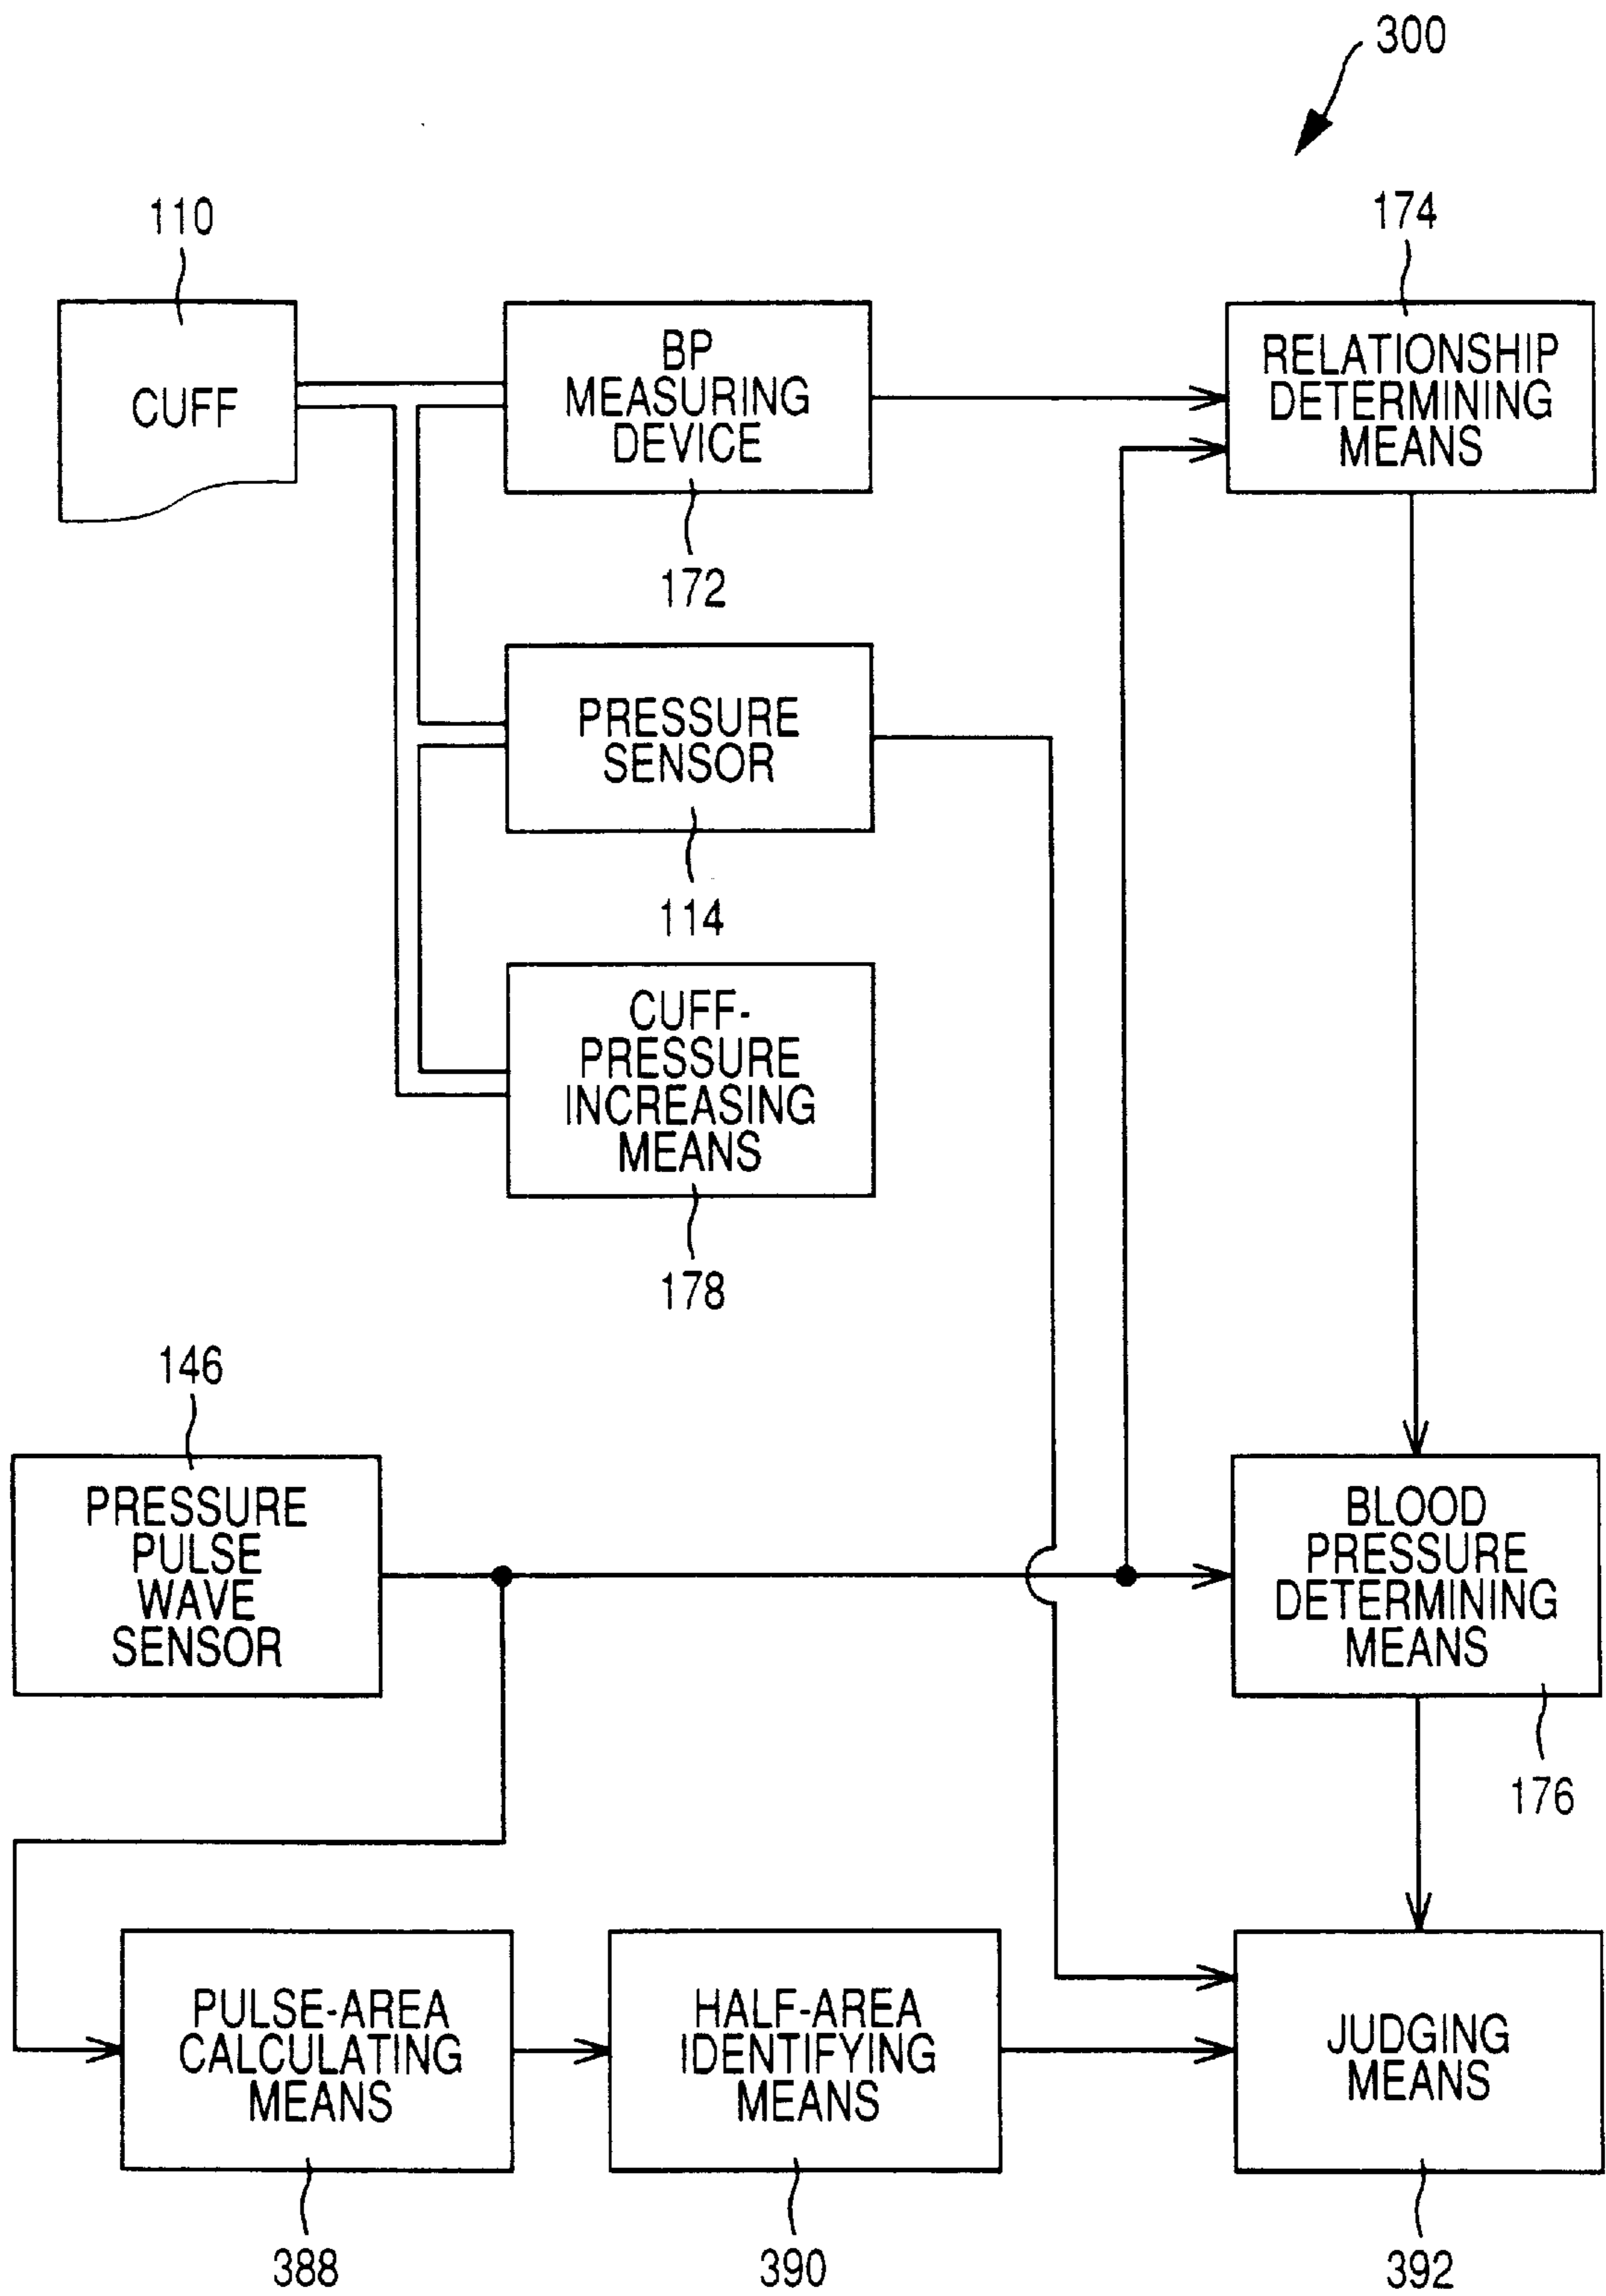 300
110
174
CUFF
BP
MEASURING
DEVICE
RELATIONSHIP
DETERMINING
MEANS
172
PRESSURE
SENSOR
114
CUFF-
PRESSURE
INCREASING
MEANS
178
146
PRESSURE
PULSE
WAVE
SENSOR
BLOOD
PRESSURE
DETERMINING
MEANS
176
PULSE-AREA
CALCULATING
MEANS
HALF-AREA
IDENTIFYING
MEANS
JUDGING
MEANS
388
390
392